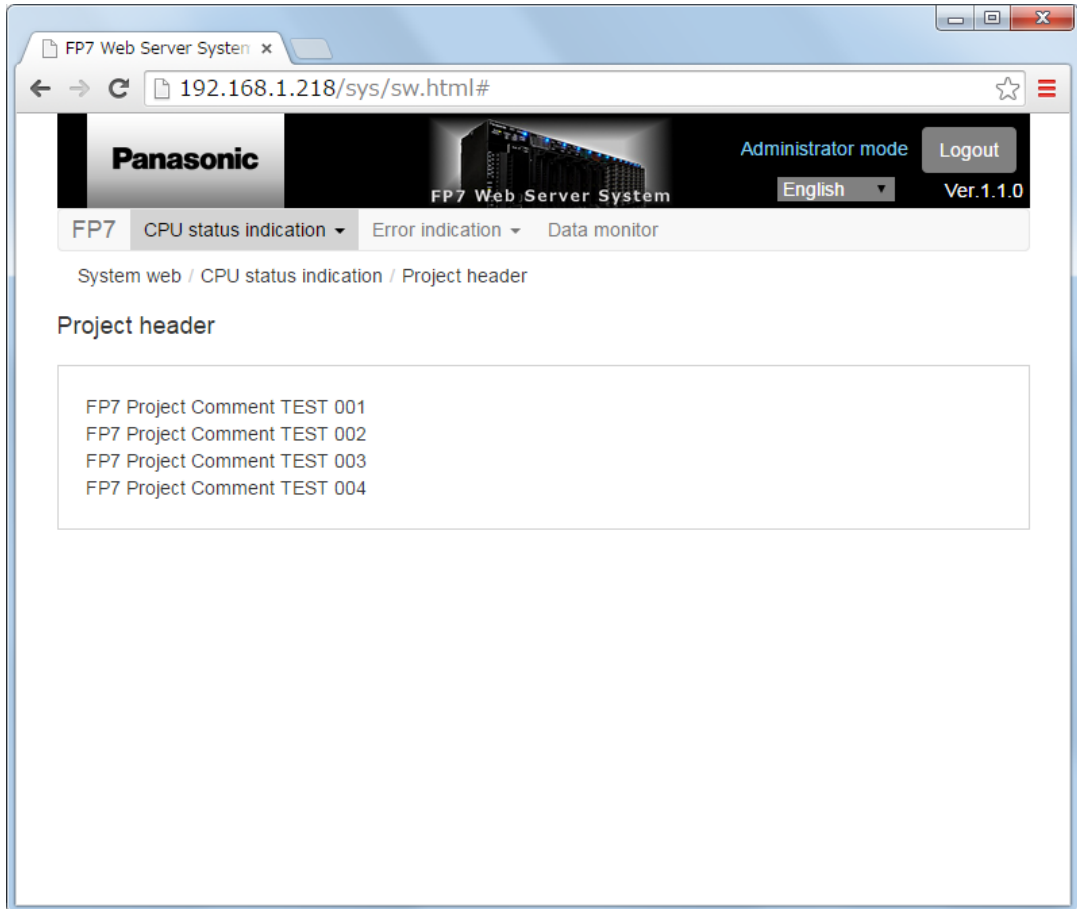 FP7 Web Server System
192.168.1.218/sys/sw.html#
Panasonic
FP7 Web Server System
Administrator mode
Logout
English
Ver.1.1.0
FP7 CPU status indication Error indication Data monitor
System web / CPU status indication / Project header
Project header
FP7 Project Comment TEST 001
FP7 Project Comment TEST 002
FP7 Project Comment TEST 003
FP7 Project Comment TEST 004